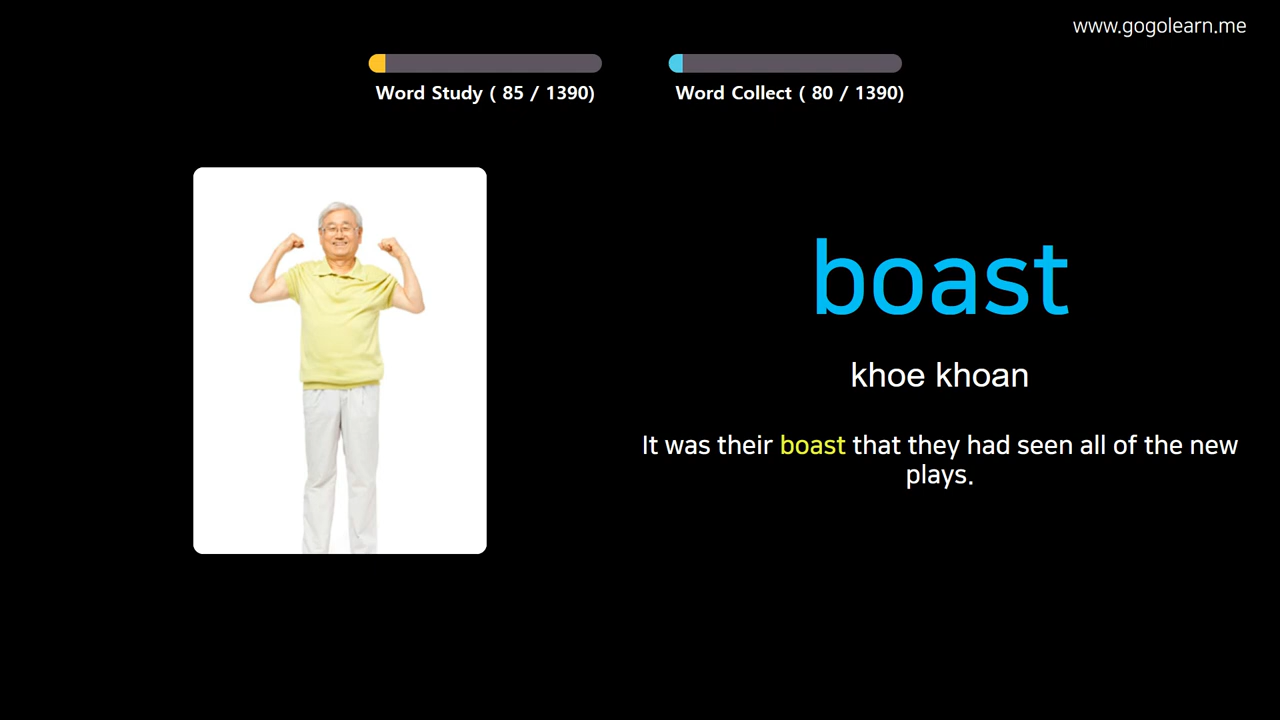 www.gogolearn.me
Word Study ( 85 / 1390)
Word Collect ( 80 / 1390)
boast
khoe khoan
It was their boast that they had seen all of the new
plays.